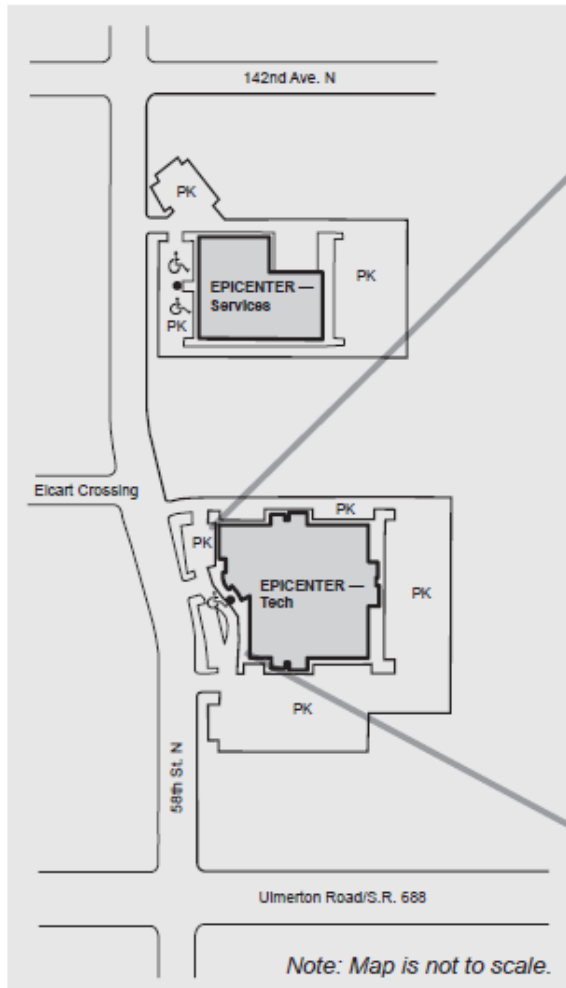 142nd Ave. N
PK
EPICENTER —
Services
PK
PK
Elcart Crossing
PK
PK
EPICENTER —
Tech
PK
PK
58th St. N
Ulmerton Road/S.R. 688
Note: Map is not to scale.